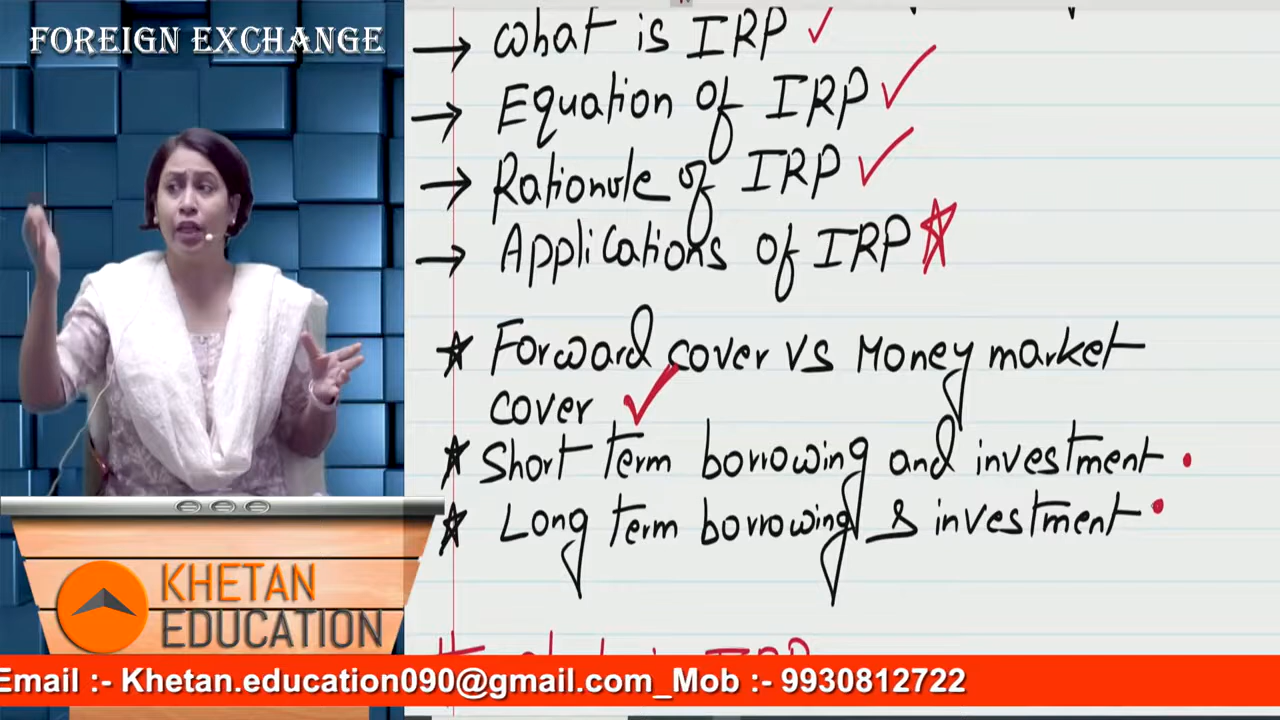 FOREIGN EXCHANGE
→ What is IRP ✓
→ Equation of IRP ✓
→ Rationale of IRP ✓
→ Applications of IRP ☆
★ Forward cover vs Money market
cover ✓
★ Short term borrowing and investment .
★ Long term borrowing & investment .
KHETAN
EDUCATION
Email :- Khetan.education090@gmail.com_Mob :- 9930812722